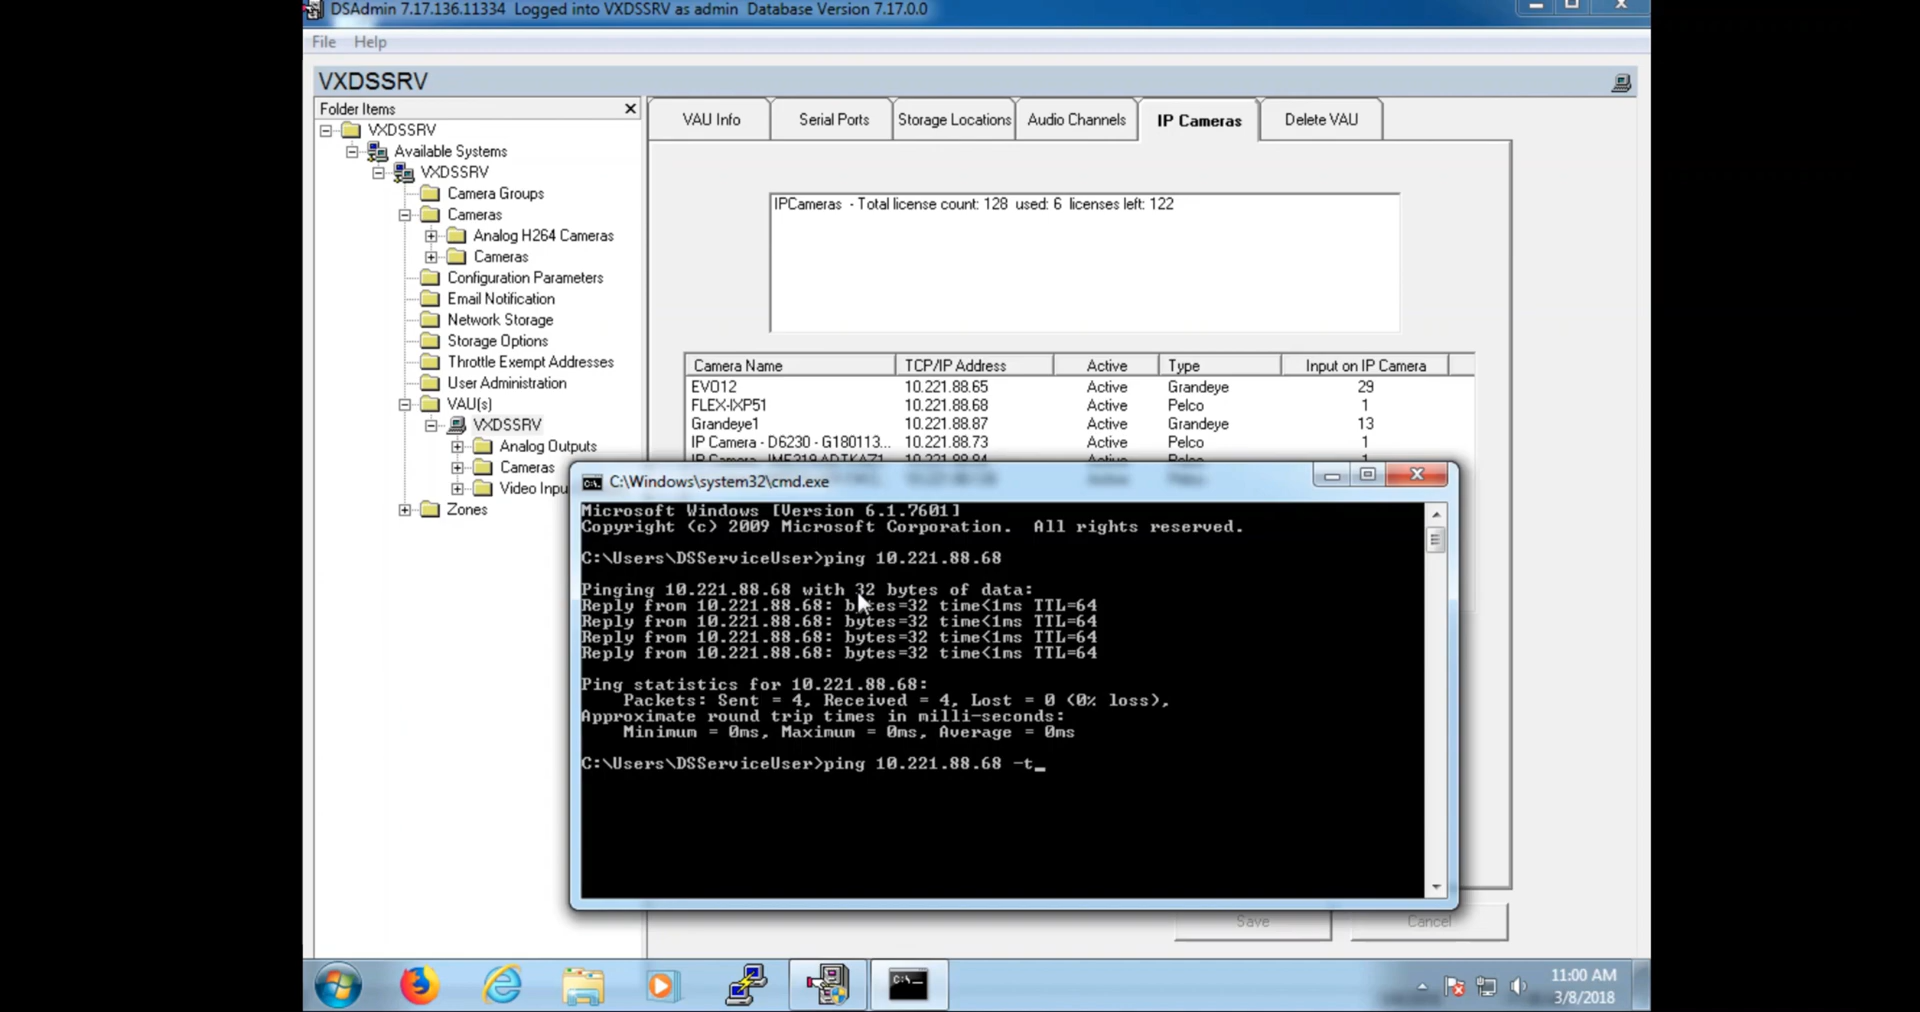 DSAdmin 7.17.136.11334 Logged into VXDSSRV as admin Database Version 7.17.0.0
File Help
VXDSSRV
Folder Items
VXDSSRV
Available Systems
VXDSSRV
Camera Groups
Cameras
Analog H264 Cameras
Cameras
Configuration Parameters
Email Notification
Network Storage
Storage Options
Throttle Exempt Addresses
User Administration
VAU(s)
VXDSSRV
Analog Outputs
Cameras
Video Inpu
Zones
VAU Info Serial Ports Storage Locations Audio Channels IP Cameras Delete VAU
IPCameras - Total license count: 128 used: 6 licenses left: 122
Camera Name TCP/IP Address Active Type Input on IP Camera
EVO12 10.221.88.65 Active Grandeye 29
FLEX-IXP51 10.221.88.68 Active Pelco 1
Grandeye1 10.221.88.87 Active Grandeye 13
IP Camera - D6230 - G180113... 10.221.88.73 Active Pelco 1
C:\Windows\system32\cmd.exe
Microsoft Windows [Version 6.1.7601]
Copyright (c) 2009 Microsoft Corporation. All rights reserved.
C:\Users\DSServiceUser>ping 10.221.88.68
Pinging 10.221.88.68 with 32 bytes of data:
Reply from 10.221.88.68: bytes=32 time<1ms TTL=64
Reply from 10.221.88.68: bytes=32 time<1ms TTL=64
Reply from 10.221.88.68: bytes=32 time<1ms TTL=64
Reply from 10.221.88.68: bytes=32 time<1ms TTL=64
Ping statistics for 10.221.88.68:
Packets: Sent = 4, Received = 4, Lost = 0 (0% loss),
Approximate round trip times in milli-seconds:
Minimum = 0ms, Maximum = 0ms, Average = 0ms
C:\Users\DSServiceUser>ping 10.221.88.68 -t_
Save Cancel
11:00 AM
3/8/2018